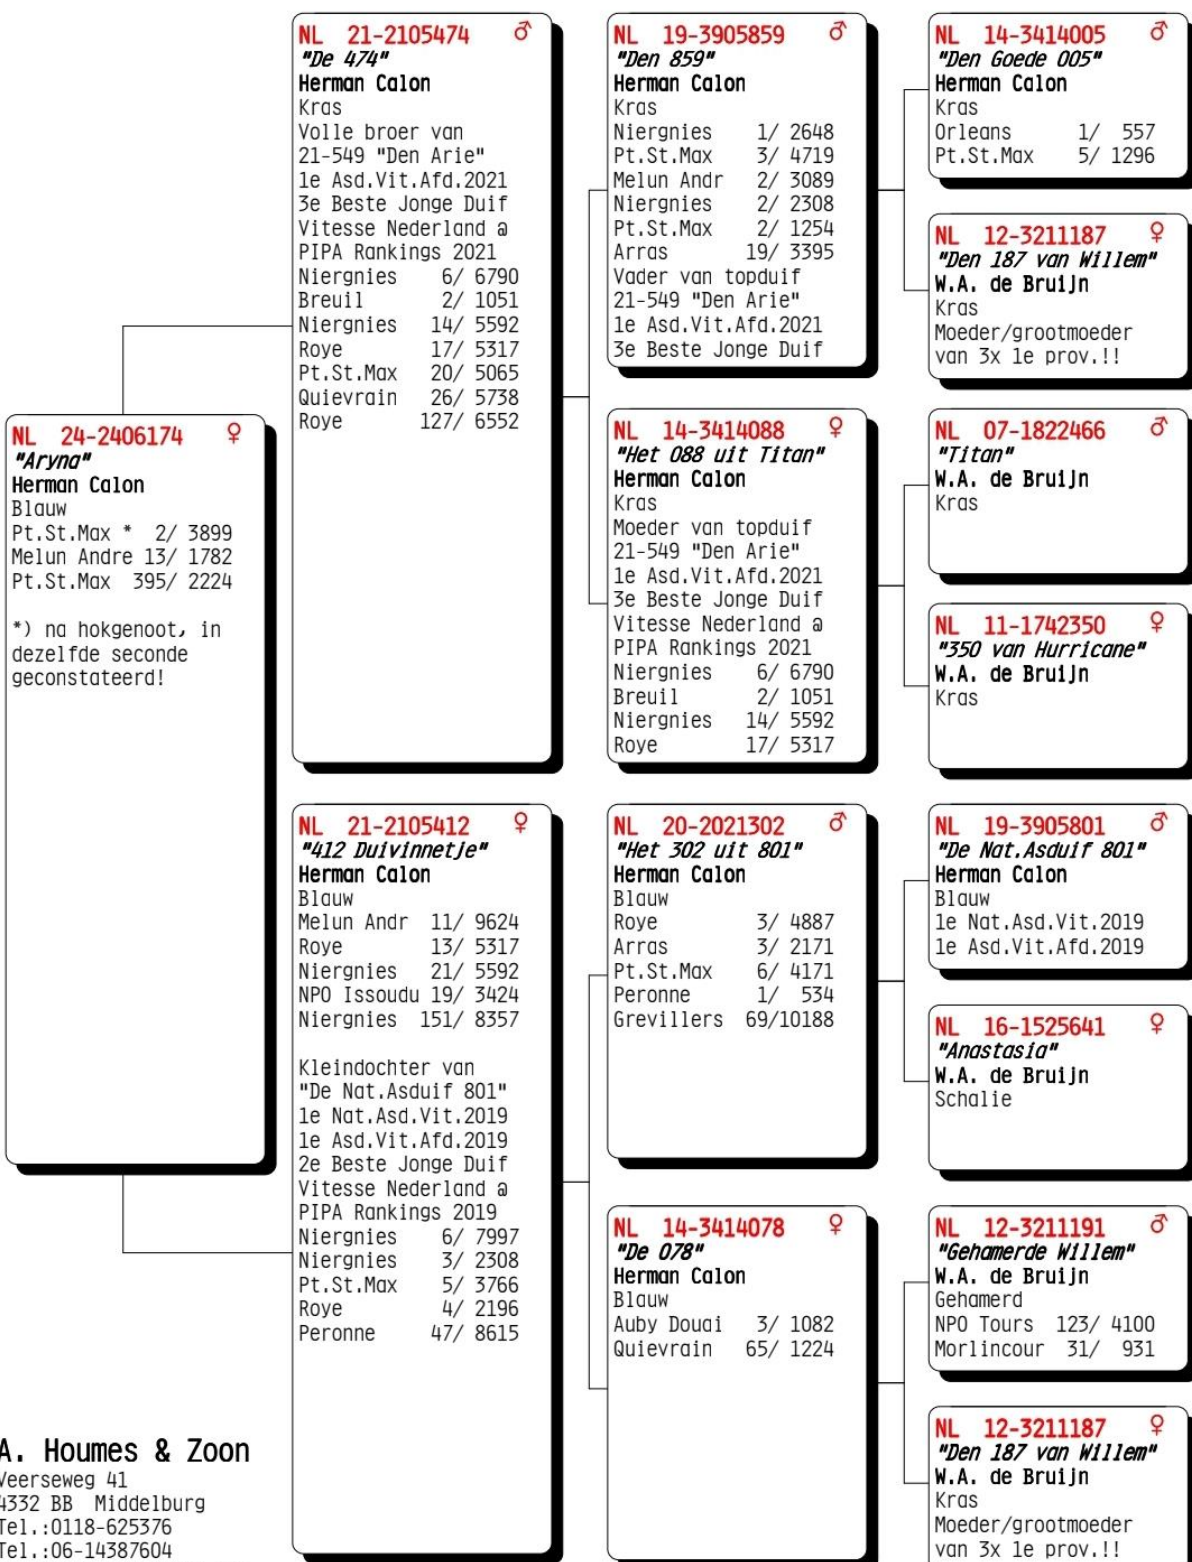 NL 24-2406174 ♀
"Aryna"
Herman Calon
Blauw
Pt.St.Max * 2/ 3899
Melun Andre 13/ 1782
Pt.St.Max 395/ 2224
*) na hokgenoot, in
dezelfde seconde
geconstateerd!
NL 21-2105474 ♂
"De 474"
Herman Calon
Kras
Volle broer van
21-549 "Den Arie"
1e Asd.Vit.Afd.2021
3e Beste Jonge Duif
Vitesse Nederland @
PIPA Rankings 2021
Niergnies 6/ 6790
Breuil 2/ 1051
Niergnies 14/ 5592
Roye 17/ 5317
Pt.St.Max 20/ 5065
Quievrain 26/ 5738
Roye 127/ 6552
NL 21-2105412 ♀
"412 Duivinnetje"
Herman Calon
Blauw
Melun Andr 11/ 9624
Roye 13/ 5317
Niergnies 21/ 5592
NPO Issoudu 19/ 3424
Niergnies 151/ 8357
Kleindochter van
"De Nat.Asduif 801"
1e Nat.Asd.Vit.2019
1e Asd.Vit.Afd.2019
2e Beste Jonge Duif
Vitesse Nederland @
PIPA Rankings 2019
Niergnies 6/ 7997
Niergnies 3/ 2308
Pt.St.Max 5/ 3766
Roye 4/ 2196
Peronne 47/ 8615
NL 19-3905859 ♂
"Den 859"
Herman Calon
Kras
Niergnies 1/ 2648
Pt.St.Max 3/ 4719
Melun Andr 2/ 3089
Niergnies 2/ 2308
Pt.St.Max 2/ 1254
Arras 19/ 3395
Vader van topduif
21-549 "Den Arie"
1e Asd.Vit.Afd.2021
3e Beste Jonge Duif
NL 14-3414088 ♀
"Het 088 uit Titan"
Herman Calon
Kras
Moeder van topduif
21-549 "Den Arie"
1e Asd.Vit.Afd.2021
3e Beste Jonge Duif
Vitesse Nederland @
PIPA Rankings 2021
Niergnies 6/ 6790
Breuil 2/ 1051
Niergnies 14/ 5592
Roye 17/ 5317
NL 20-2021302 ♂
"Het 302 uit 801"
Herman Calon
Blauw
Roye 3/ 4887
Arras 3/ 2171
Pt.St.Max 6/ 4171
Peronne 1/ 534
Grevillers 69/10188
NL 14-3414078 ♀
"De 078"
Herman Calon
Blauw
Auby Douai 3/ 1082
Quievrain 65/ 1224
NL 14-3414005 ♂
"Den Goede 005"
Herman Calon
Kras
Orleans 1/ 557
Pt.St.Max 5/ 1296
NL 12-3211187 ♀
"Den 187 van Willem"
W.A. de Bruijn
Kras
Moeder/grootmoeder
van 3x 1e prov.!!
NL 07-1822466 ♂
"Titan"
W.A. de Bruijn
Kras
NL 11-1742350 ♀
"350 van Hurricane"
W.A. de Bruijn
Kras
NL 19-3905801 ♂
"De Nat.Asduif 801"
Herman Calon
Blauw
1e Nat.Asd.Vit.2019
1e Asd.Vit.Afd.2019
NL 16-1525641 ♀
"Anastasia"
W.A. de Bruijn
Schalie
NL 12-3211191 ♂
"Gehamerde Willem"
W.A. de Bruijn
Gehamerd
NPO Tours 123/ 4100
Morlincour 31/ 931
NL 12-3211187 ♀
"Den 187 van Willem"
W.A. de Bruijn
Kras
Moeder/grootmoeder
van 3x 1e prov.!!
A. Houmes & Zoon
Veerseweg 41
4332 BB Middelburg
Tel.:0118-625376
Tel.:06-14387604